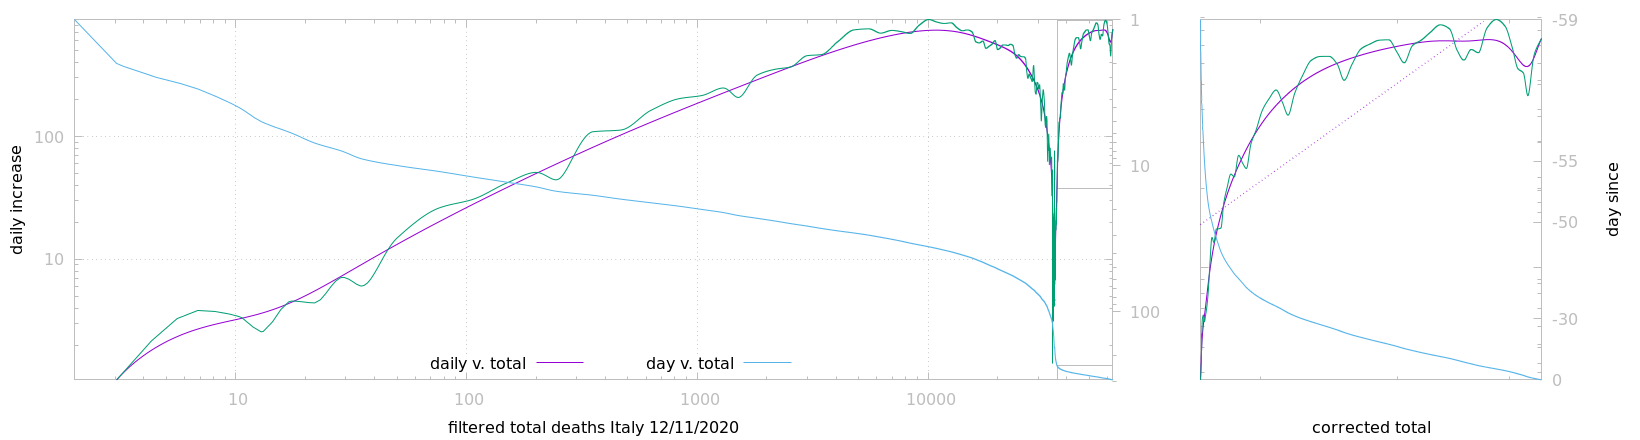 1
-59
daily increase
100
10
10
100
daily v. total
day v. total
10
100
1000
10000
filtered total deaths Italy 12/11/2020
-55
-50
-30
0
day since
corrected total